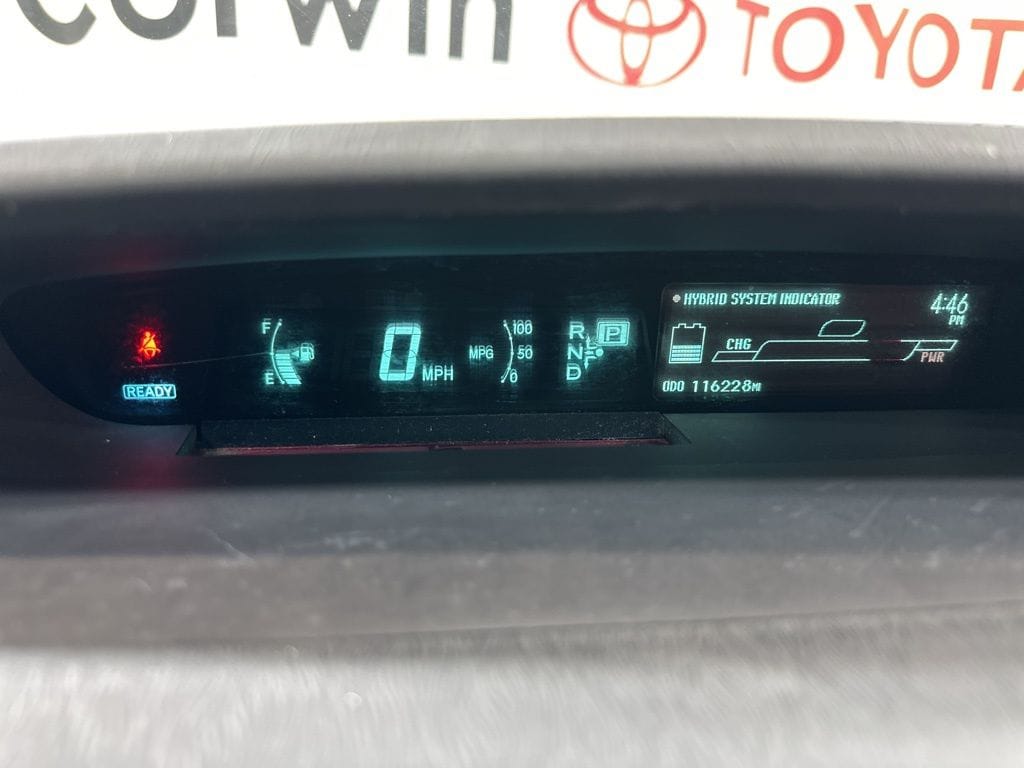 corwin TOYOTA
HYBRID SYSTEM INDICATOR 4:46 PM
F 0 MPH MPG 100 50 0 R N D P
E CHG PWR
READY ODO 116228MI